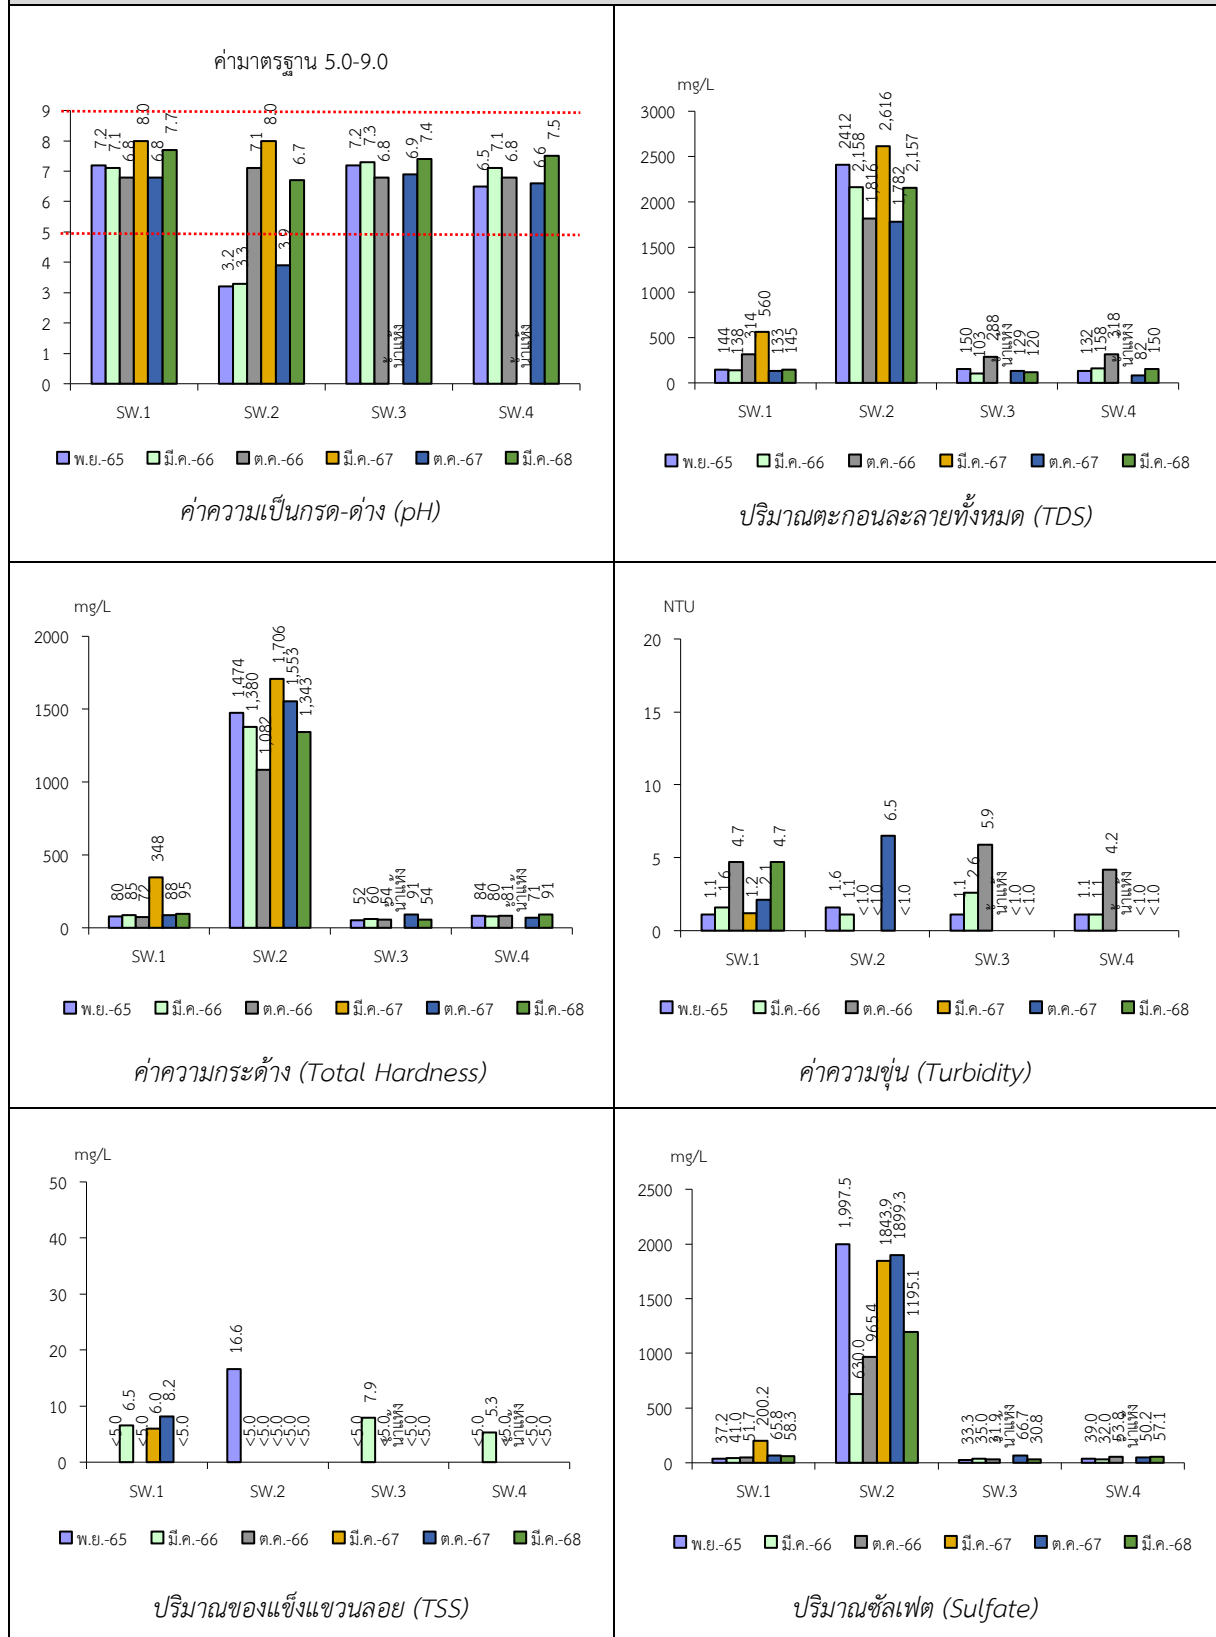 ค่ามาตรฐาน 5.0-9.0
9
8
7
6
5
4
3
2
1
0
7.2 7.1 6.8 8.0 6.8 7.7
3.2 3.3 7.1 8.0 3.9 6.7
7.2 7.3 6.8 น้ำแห้ง 6.9 7.4
6.5 7.1 6.8 น้ำแห้ง 6.6 7.5
SW.1 SW.2 SW.3 SW.4
พ.ย.-65 มี.ค.-66 ต.ค.-66 มี.ค.-67 ต.ค.-67 มี.ค.-68
ค่าความเป็นกรด-ด่าง (pH)
mg/L
3000
2500
2000
1500
1000
500
0
144 138 314 560 133 145
2412 2,158 1,816 2,616 1,782 2,157
150 103 288 น้ำแห้ง 129 120
132 158 318 น้ำแห้ง 82 150
SW.1 SW.2 SW.3 SW.4
พ.ย.-65 มี.ค.-66 ต.ค.-66 มี.ค.-67 ต.ค.-67 มี.ค.-68
ปริมาณตะกอนละลายทั้งหมด (TDS)
mg/L
2000
1500
1000
500
0
80 85 72 348 88 95
1,474 1,380 1,082 1,706 1,553 1,343
52 60 54 น้ำแห้ง 91 54
84 80 81 น้ำแห้ง 71 91
SW.1 SW.2 SW.3 SW.4
พ.ย.-65 มี.ค.-66 ต.ค.-66 มี.ค.-67 ต.ค.-67 มี.ค.-68
ค่าความกระด้าง (Total Hardness)
NTU
20
15
10
5
0
1.1 1.6 4.7 1.2 2.1 4.7
1.6 1.1 <1.0 <1.0 6.5 <1.0
1.1 2.6 5.9 น้ำแห้ง <1.0 <1.0
1.1 1.1 4.2 น้ำแห้ง <1.0 <1.0
SW.1 SW.2 SW.3 SW.4
พ.ย.-65 มี.ค.-66 ต.ค.-66 มี.ค.-67 ต.ค.-67 มี.ค.-68
ค่าความขุ่น (Turbidity)
mg/L
50
40
30
20
10
0
<5.0 6.5 <5.0 6.0 8.2 <5.0
16.6 <5.0 <5.0 <5.0 <5.0 <5.0
<5.0 7.9 <5.0 น้ำแห้ง <5.0 <5.0
<5.0 5.3 <5.0 น้ำแห้ง <5.0 <5.0
SW.1 SW.2 SW.3 SW.4
พ.ย.-65 มี.ค.-66 ต.ค.-66 มี.ค.-67 ต.ค.-67 มี.ค.-68
ปริมาณของแข็งแขวนลอย (TSS)
mg/L
2500
2000
1500
1000
500
0
37.2 41.0 51.7 200.2 65.8 58.3
1,997.5 630.0 965.4 1843.9 1899.3 1195.1
33.3 35.0 31.9 น้ำแห้ง 66.7 30.8
39.0 32.0 53.8 น้ำแห้ง 50.2 57.1
SW.1 SW.2 SW.3 SW.4
พ.ย.-65 มี.ค.-66 ต.ค.-66 มี.ค.-67 ต.ค.-67 มี.ค.-68
ปริมาณซัลเฟต (Sulfate)